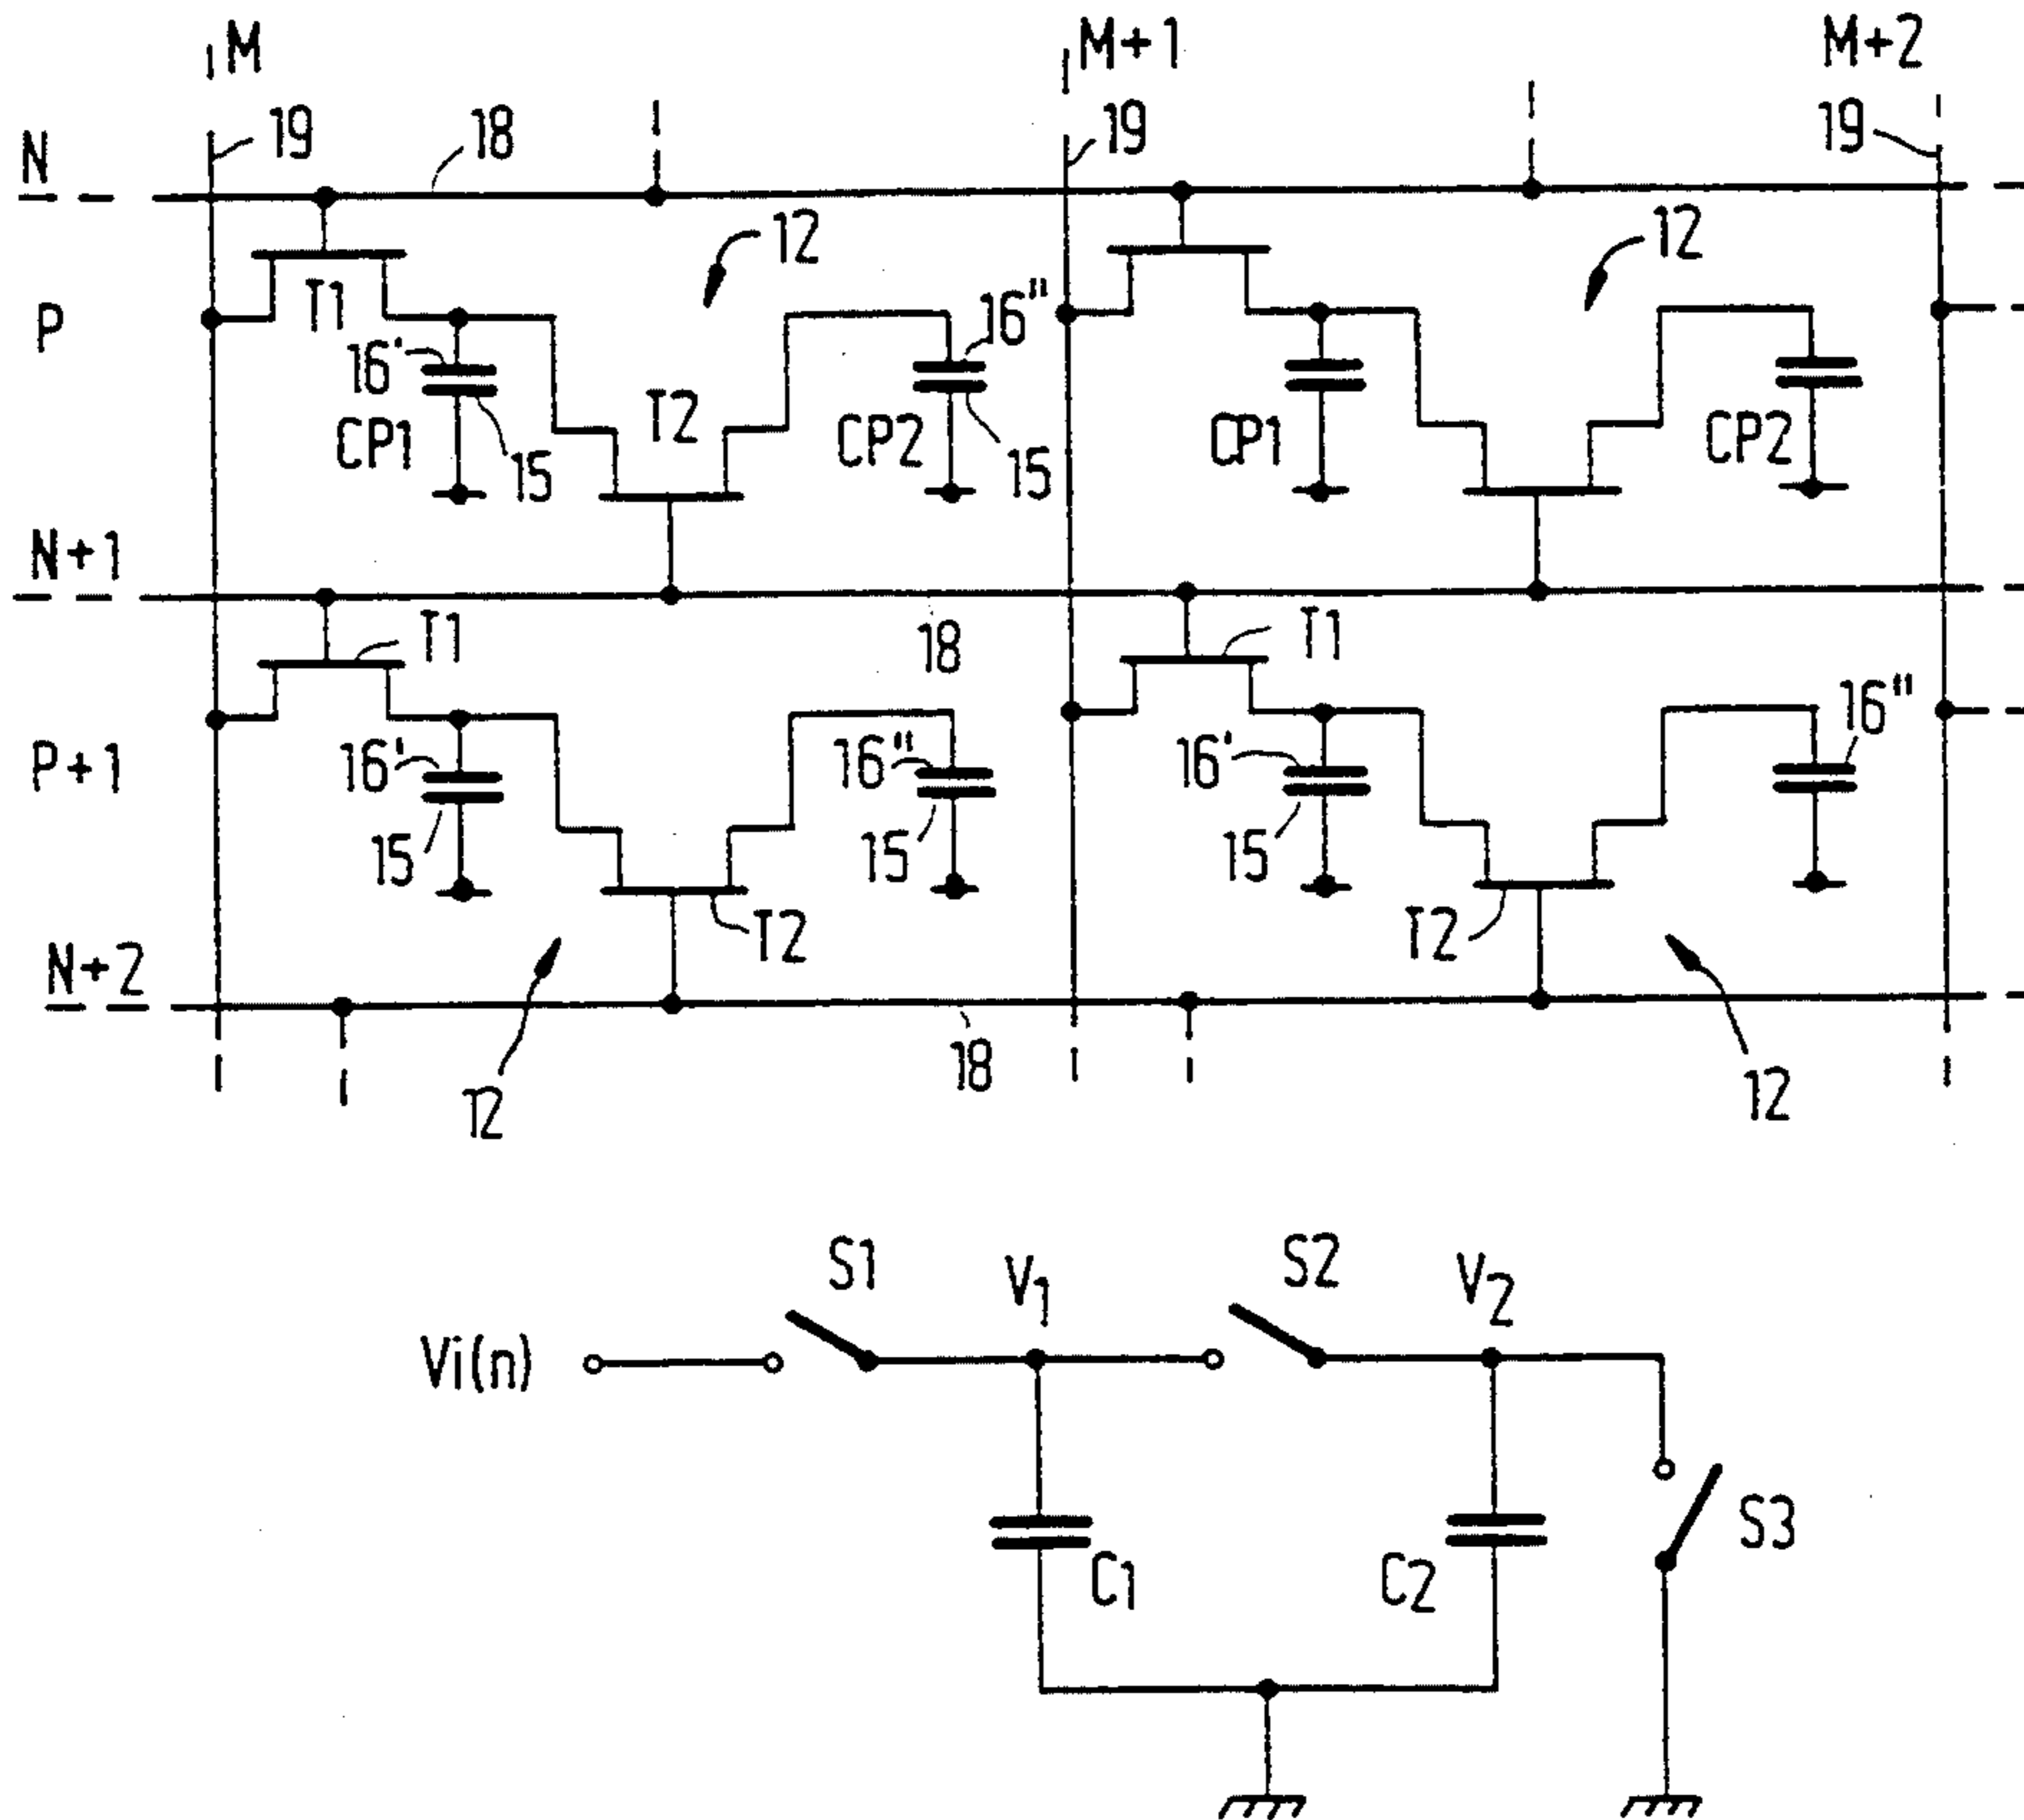 M M+1 M+2
19 18 19 19
N
12 12
P T1 16' 16"
CP1 15 T2 CP2 15 CP1 CP2
N+1
T1 18 T1
P+1 16' 16" 16' 16"
15 15 15
T2 T2
N+2
12 18 12
S1 V1 S2 V2
Vi(n)
S3
C1 C2